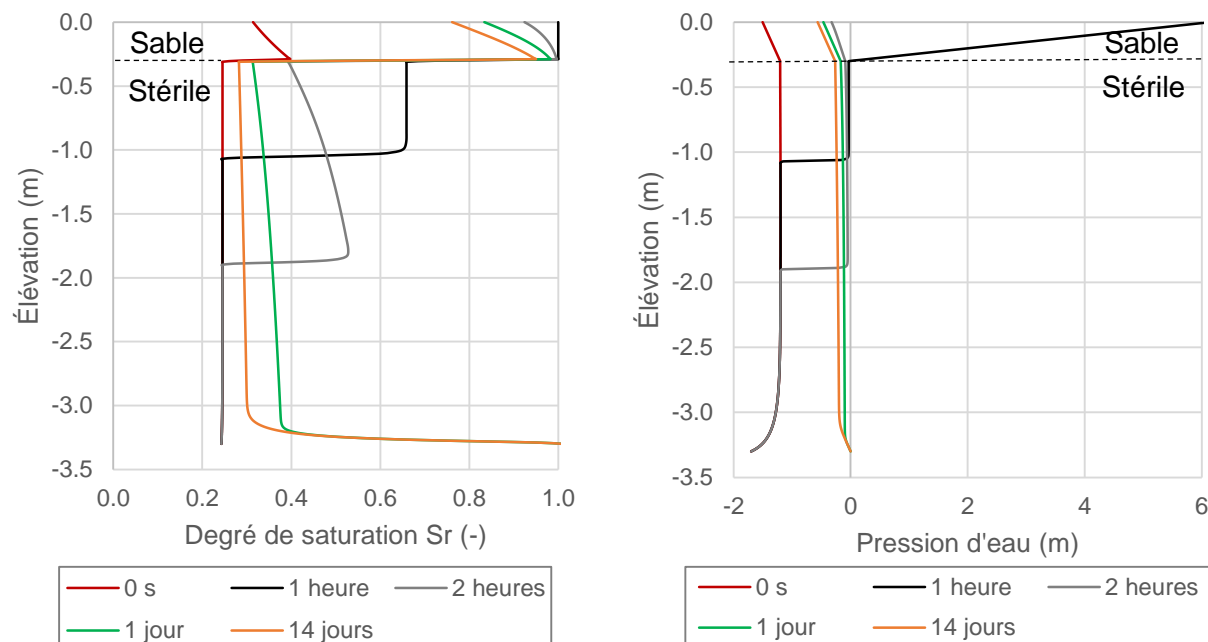 0.0
-0.5
-1.0
-1.5
-2.0
-2.5
-3.0
-3.5
0.0 0.2 0.4 0.6 0.8 1.0
Élévation (m)
Degré de saturation Sr (-)
Sable
Stérile
0 s 1 heure 2 heures
1 jour 14 jours
0.0
-0.5
-1.0
-1.5
-2.0
-2.5
-3.0
-3.5
-2 0 2 4 6
Élévation (m)
Pression d'eau (m)
Sable
Stérile
0 s 1 heure 2 heures
1 jour 14 jours